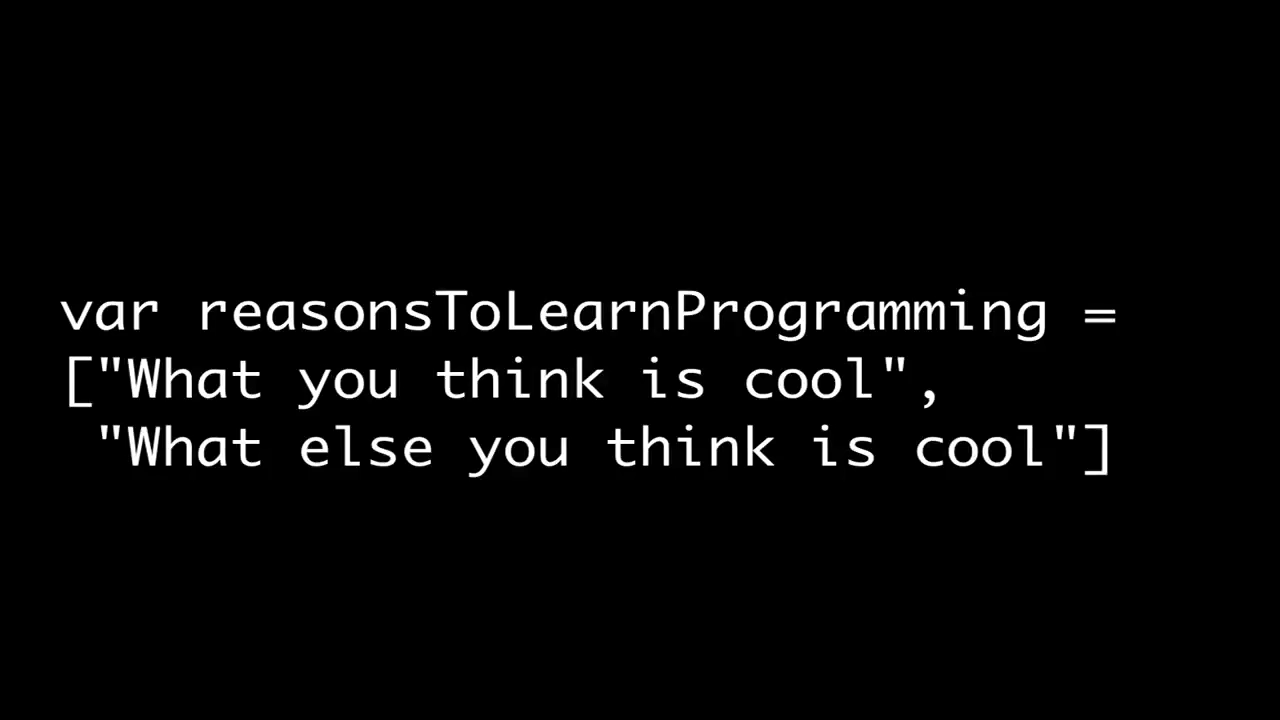 var reasonsToLearnProgramming =
["What you think is cool",
"What else you think is cool"]